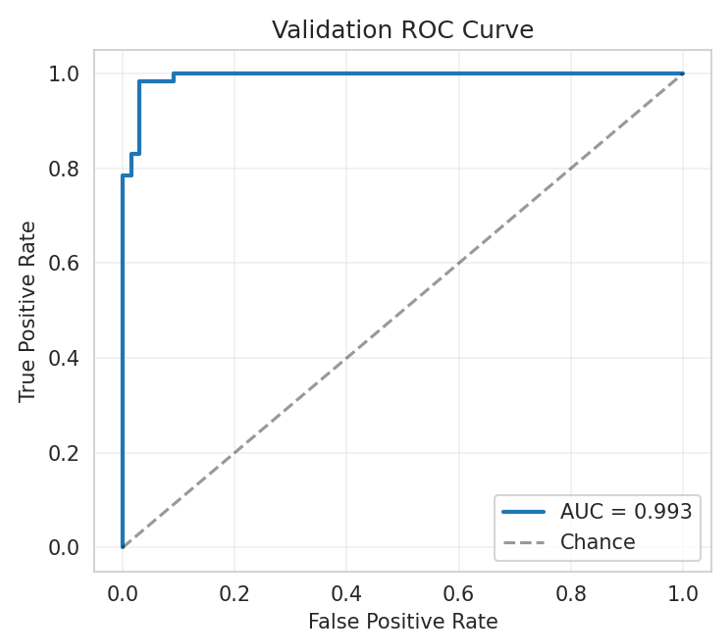 Validation ROC Curve
1.0
0.8
0.6
0.4
0.2
0.0
True Positive Rate
AUC = 0.993
Chance
0.0 0.2 0.4 0.6 0.8 1.0
False Positive Rate